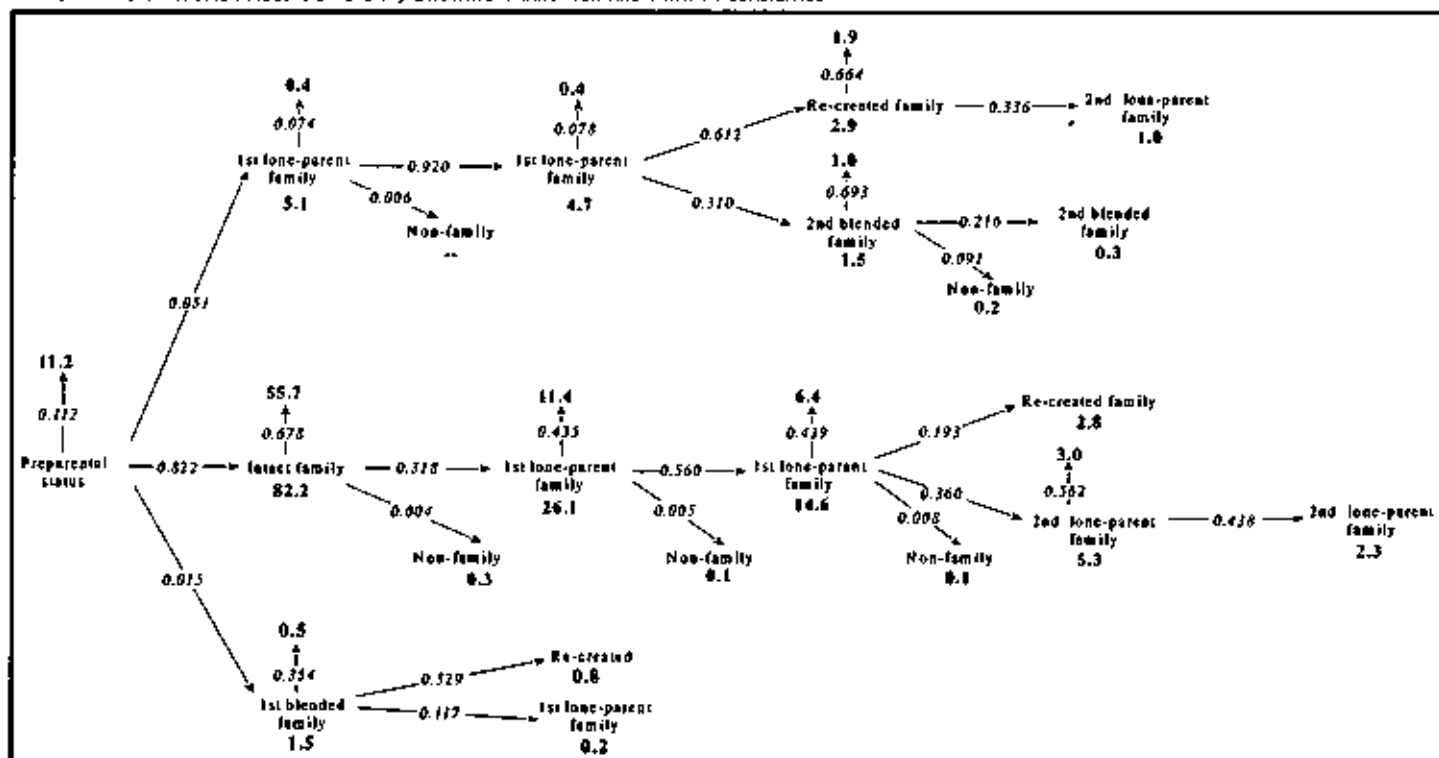 1.9
0.4
0.4
0.664
0.074
0.078
Re-created family
0.336
2nd lone-parent
family
2.9
1.0
0.612
1st lone-parent
family
0.920
1st lone-parent
family
1.0
5.1
0.006
4.7
0.310
0.693
Non-family
--
2nd blended
family
0.216
2nd blended
family
1.5
0.3
0.091
Non-family
0.2
0.051
11.2
55.7
11.4
6.4
Re-created family
2.8
0.112
0.678
0.435
0.439
0.193
3.0
Preparental
status
0.822
Intact family
0.318
1st lone-parent
family
0.560
1st lone-parent
family
0.562
82.2
26.1
14.6
0.360
0.004
0.005
0.008
2nd lone-parent
family
0.438
2nd lone-parent
family
Non-family
Non-family
Non-family
5.3
2.3
0.3
0.1
0.1
0.015
0.5
Re-created
0.354
0.529
0.8
1st blended
family
0.117
1st lone-parent
family
1.5
0.2